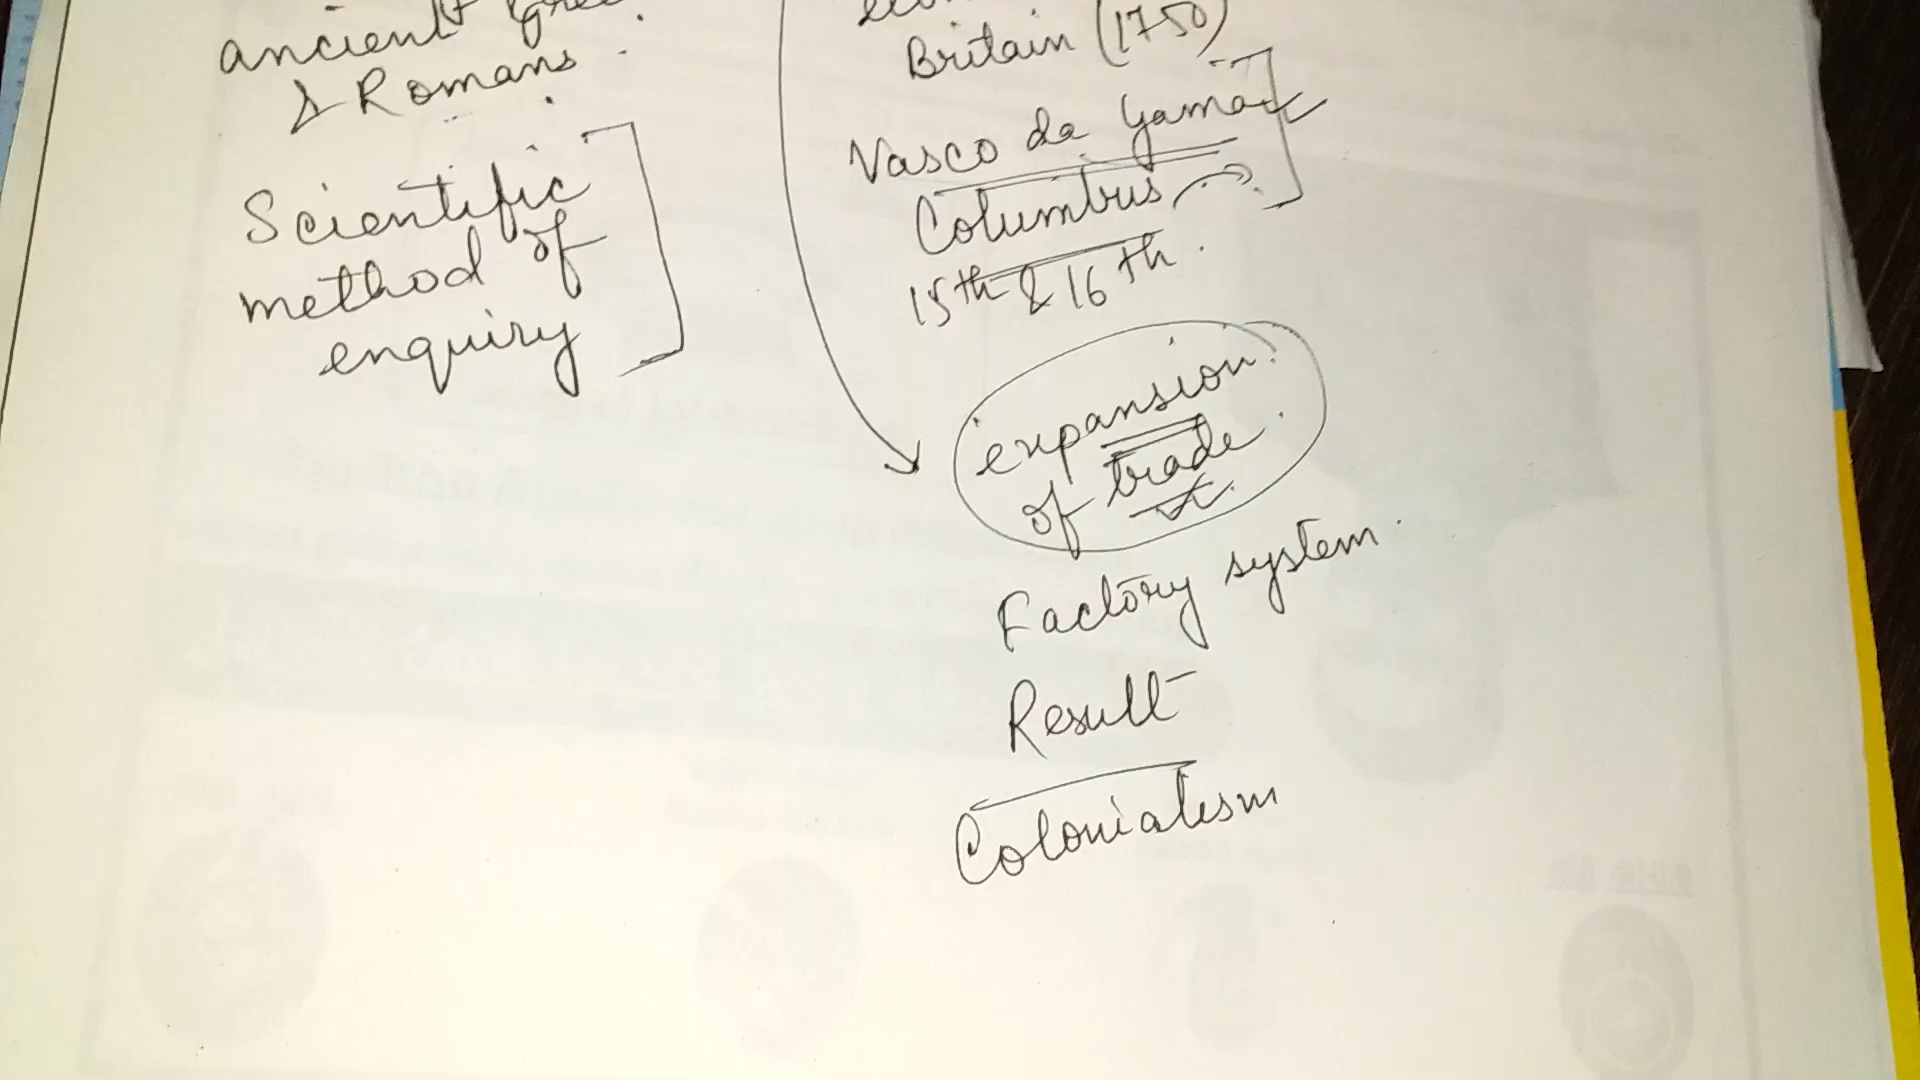 ancient
& Romans.
Scientific
method of
enquiry
Britain (1750)
Vasco da Gama
Columbus
15th & 16th.
expansion
of trade.
Factory system.
Result
Colonialism